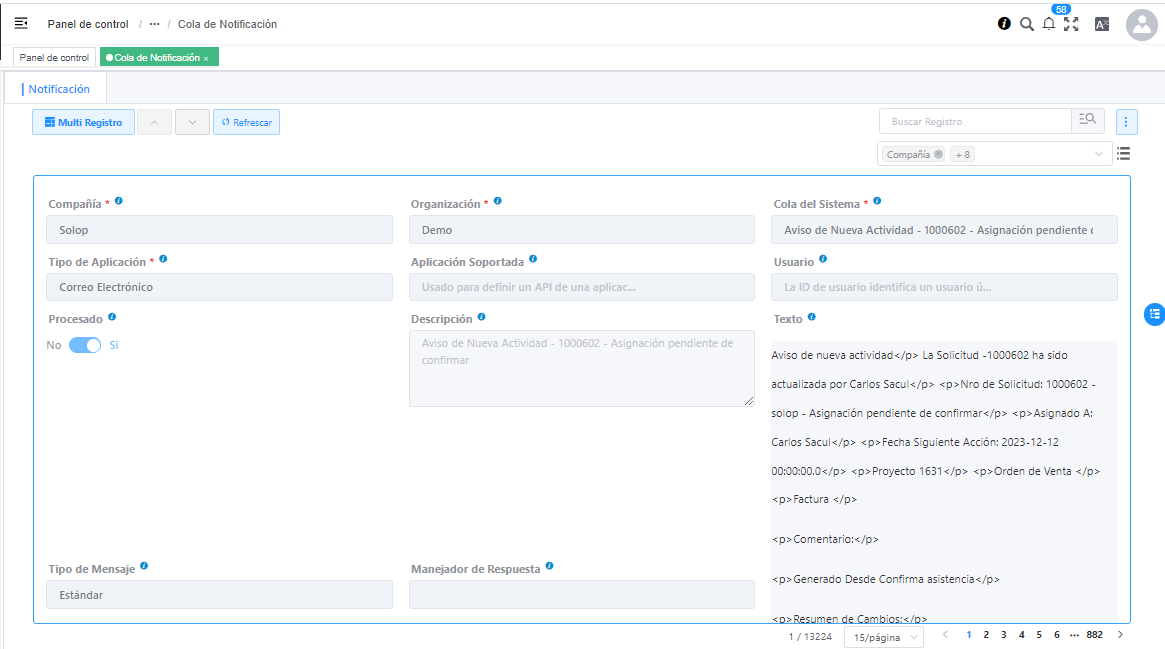 Panel de control / ··· / Cola de Notificación
58
Panel de control
Cola de Notificación ×
Notificación
Multi Registro
Refrescar
Buscar Registro
Compañía
+ 8
Compañía *
Organización *
Cola del Sistema *
Solop
Demo
Aviso de Nueva Actividad - 1000602 - Asignación pendiente
Tipo de Aplicación *
Aplicación Soportada
Usuario
Correo Electrónico
Usado para definir un API de una aplicac...
La ID de usuario identifica un usuario ú...
Procesado
Descripción
Texto
No
Sí
Aviso de Nueva Actividad - 1000602 - Asignación pendiente de
confirmar
Aviso de nueva actividad</p> La Solicitud -1000602 ha sido
actualizada por Carlos Sacul</p> <p>Nro de Solicitud: 1000602 -
solop - Asignación pendiente de confirmar</p> <p>Asignado A:
Carlos Sacul</p> <p>Fecha Siguiente Acción: 2023-12-12
00:00:00.0</p> <p>Proyecto 1631</p> <p>Orden de Venta </p>
<p>Factura </p>
<p>Comentario:</p>
<p>Generado Desde Confirma asistencia</p>
<p>Resumen de Cambios:</p>
Tipo de Mensaje
Manejador de Respuesta
Estándar
1 / 13224
15/página
1 2 3 4 5 6 ··· 882